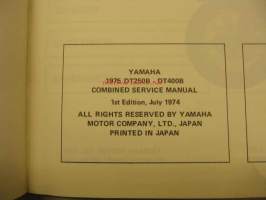 YAMAHA
1975 DT250B - DT400B
COMBINED SERVICE MANUAL
1st Edition, July 1974
ALL RIGHTS RESERVED BY YAMAHA
MOTOR COMPANY, LTD., JAPAN
PRINTED IN JAPAN